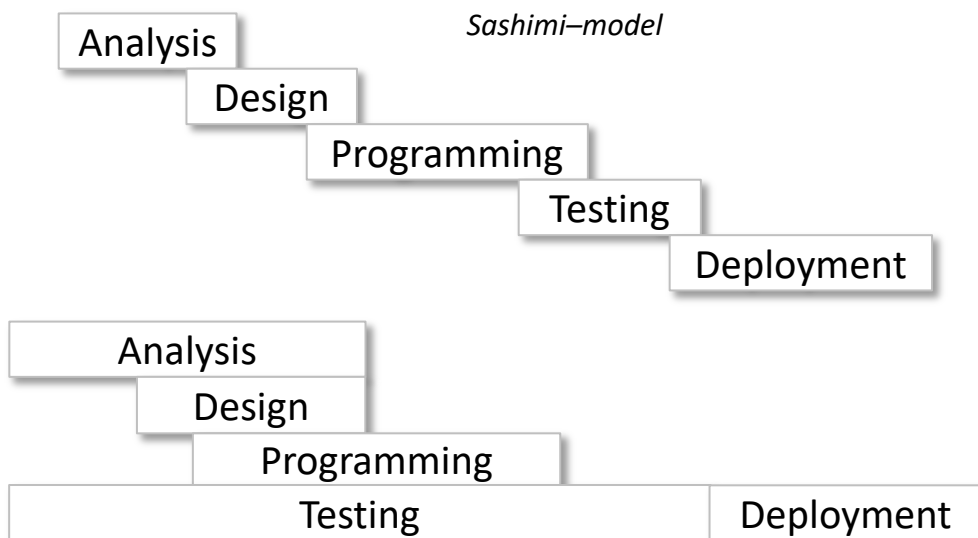 Sashimi–model
Analysis
Design
Programming
Testing
Deployment
Analysis
Design
Programming
Testing Deployment